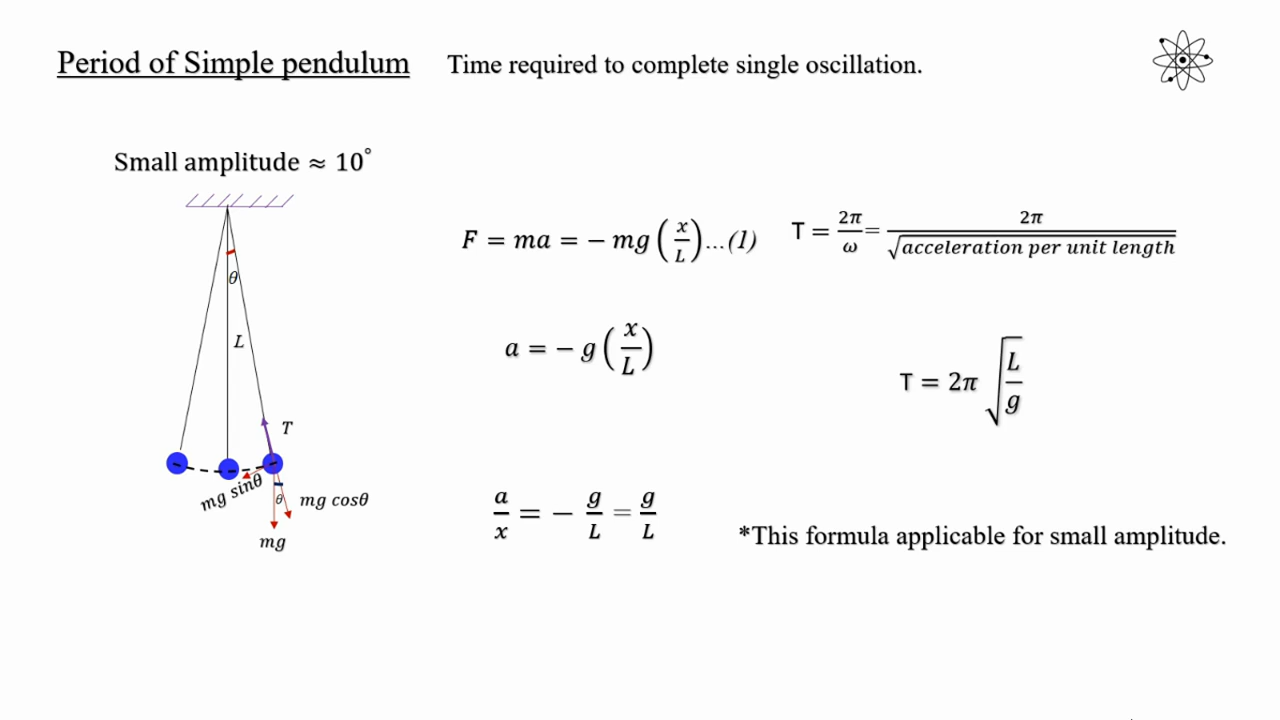 Period of Simple pendulum Time required to complete single oscillation.
Small amplitude ≈ 10°
θ
L
T
mg sinθ
θ
mg cosθ
mg
F = ma = − mg (x/L)...(1)
a = − g (x/L)
a/x = − g/L = g/L
T = 2π/ω = 2π/√acceleration per unit length
T = 2π √(L/g)
*This formula applicable for small amplitude.